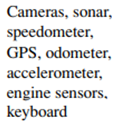 Cameras, sonar,
speedometer,
GPS, odometer,
accelerometer,
engine sensors,
keyboard